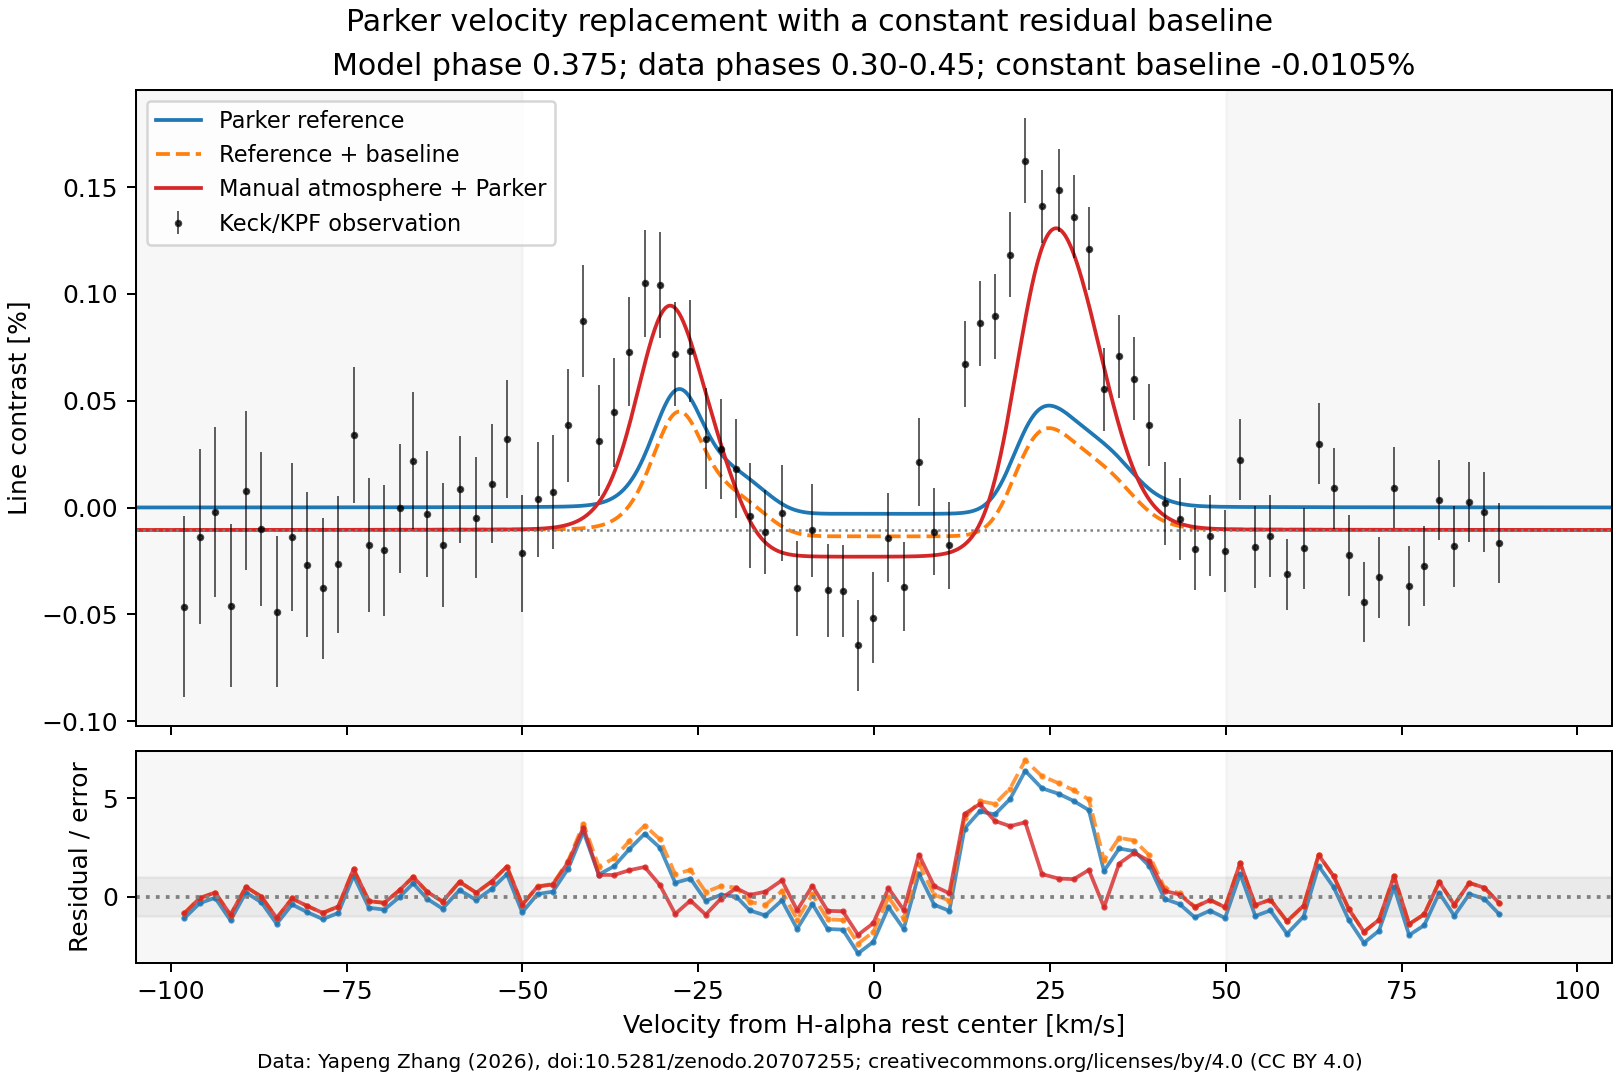 Parker velocity replacement with a constant residual baseline
Model phase 0.375; data phases 0.30-0.45; constant baseline -0.0105%
Parker reference
Reference + baseline
Manual atmosphere + Parker
Keck/KPF observation
Line contrast [%]
0.15
0.10
0.05
0.00
−0.05
−0.10
Residual / error
5
0
−100
−75
−50
−25
0
25
50
75
100
Velocity from H-alpha rest center [km/s]
Data: Yapeng Zhang (2026), doi:10.5281/zenodo.20707255; creativecommons.org/licenses/by/4.0 (CC BY 4.0)